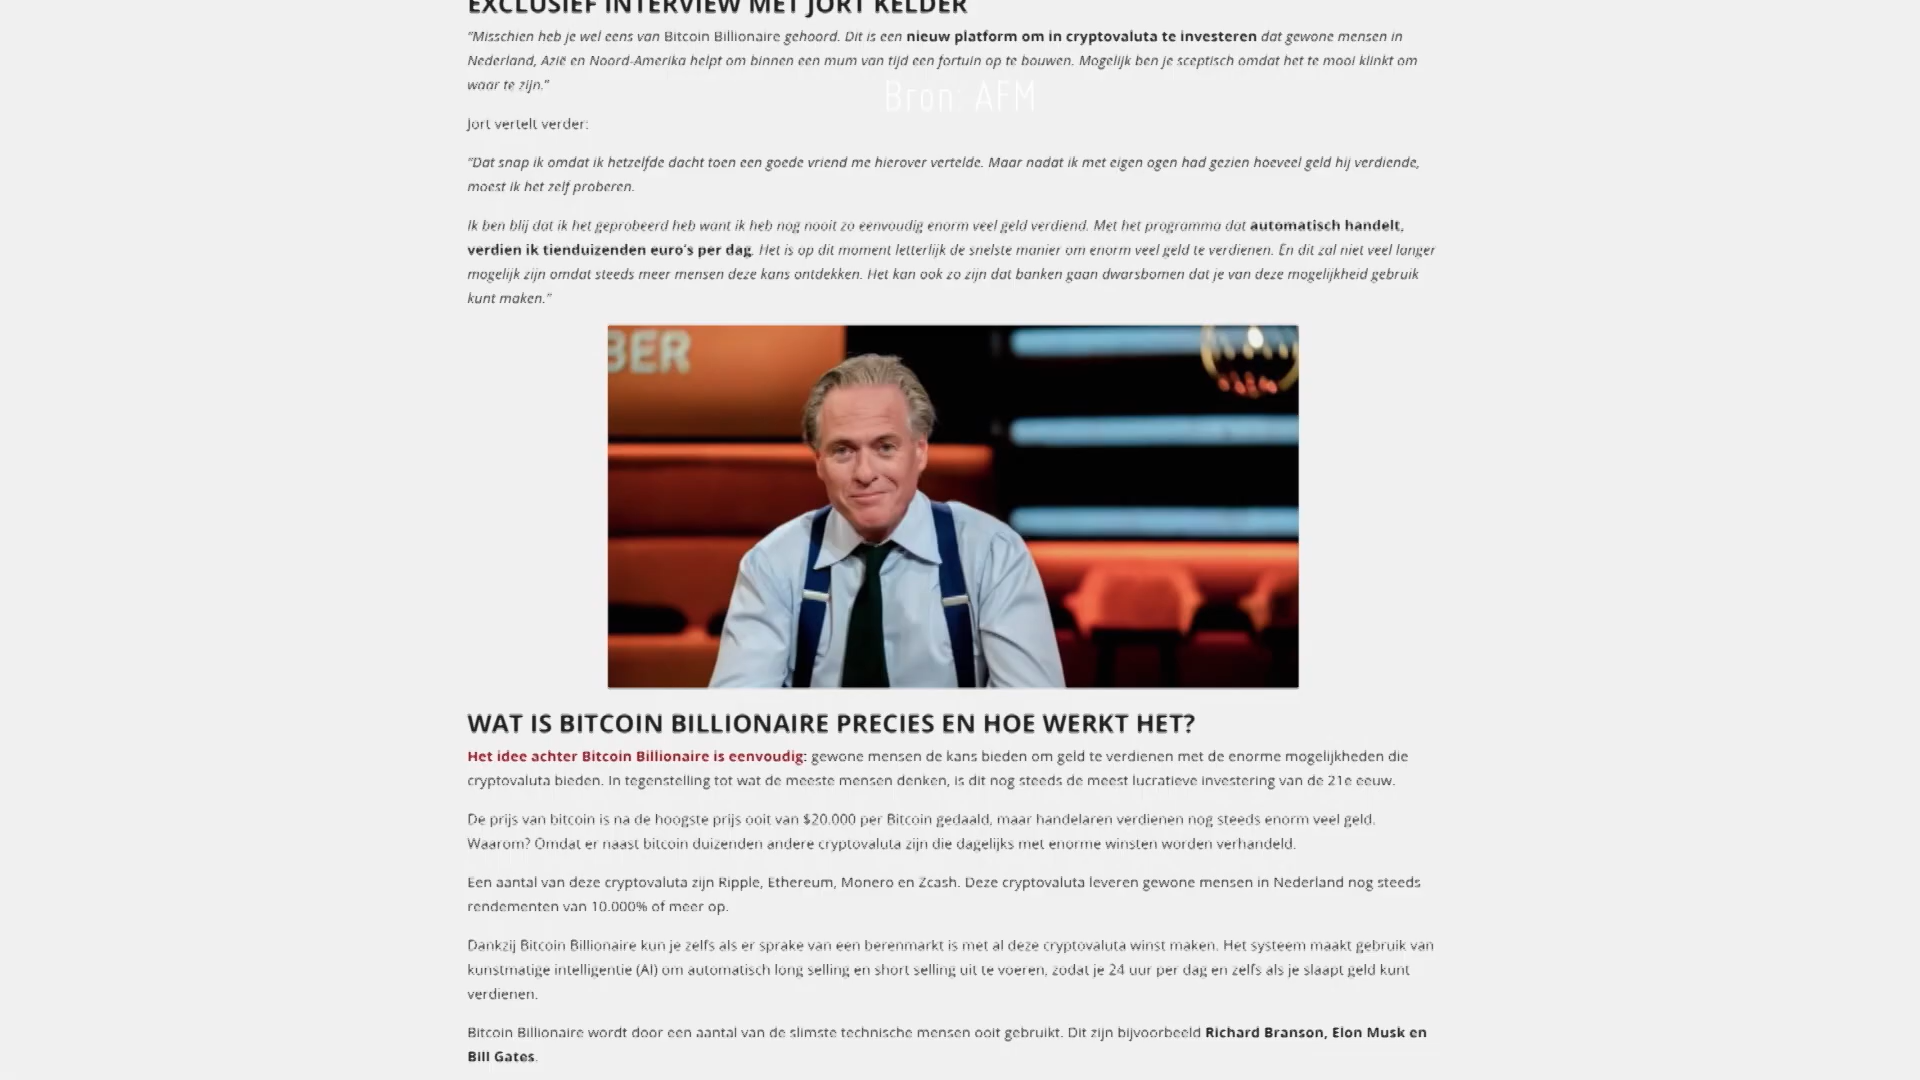 EXCLUSIEF INTERVIEW MET JORT KELDER
"Misschien heb je wel eens van Bitcoin Billionaire gehoord. Dit is een nieuw platform om in cryptovaluta te investeren dat gewone mensen in
Nederland, Azië en Noord-Amerika helpt om binnen een mum van tijd een fortuin op te bouwen. Mogelijk ben je sceptisch omdat het te mooi klinkt om
waar te zijn."
Bron: AFM
Jort vertelt verder:
"Dat snap ik omdat ik hetzelfde dacht toen een goede vriend me hierover vertelde. Maar nadat ik met eigen ogen had gezien hoeveel geld hij verdiende,
moest ik het zelf proberen.
Ik ben blij dat ik het geprobeerd heb want ik heb nog nooit zo eenvoudig enorm veel geld verdiend. Met het programma dat automatisch handelt,
verdien ik tienduizenden euro's per dag. Het is op dit moment letterlijk de snelste manier om enorm veel geld te verdienen. En dit zal niet veel langer
mogelijk zijn omdat steeds meer mensen deze kans ontdekken. Het kan ook zo zijn dat banken gaan dwarsbomen dat je van deze mogelijkheid gebruik
kunt maken."
BER
WAT IS BITCOIN BILLIONAIRE PRECIES EN HOE WERKT HET?
Het idee achter Bitcoin Billionaire is eenvoudig: gewone mensen de kans bieden om geld te verdienen met de enorme mogelijkheden die
cryptovaluta bieden. In tegenstelling tot wat de meeste mensen denken, is dit nog steeds de meest lucratieve investering van de 21e eeuw.
De prijs van bitcoin is na de hoogste prijs ooit van $20.000 per Bitcoin gedaald, maar handelaren verdienen nog steeds enorm veel geld.
Waarom? Omdat er naast bitcoin duizenden andere cryptovaluta zijn die dagelijks met enorme winsten worden verhandeld.
Een aantal van deze cryptovaluta zijn Ripple, Ethereum, Monero en Zcash. Deze cryptovaluta leveren gewone mensen in Nederland nog steeds
rendementen van 10.000% of meer op.
Dankzij Bitcoin Billionaire kun je zelfs als er sprake van een berenmarkt is met al deze cryptovaluta winst maken. Het systeem maakt gebruik van
kunstmatige intelligentie (AI) om automatisch long selling en short selling uit te voeren, zodat je 24 uur per dag en zelfs als je slaapt geld kunt
verdienen.
Bitcoin Billionaire wordt door een aantal van de slimste technische mensen ooit gebruikt. Dit zijn bijvoorbeeld Richard Branson, Elon Musk en
Bill Gates.